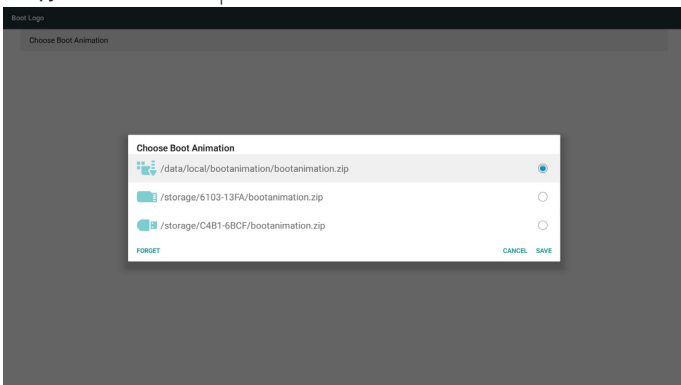 Boot Logo
Choose Boot Animation
Choose Boot Animation
/data/local/bootanimation/bootanimation.zip
/storage/6103-13FA/bootanimation.zip
/storage/C4B1-6BCF/bootanimation.zip
FORGET CANCEL SAVE